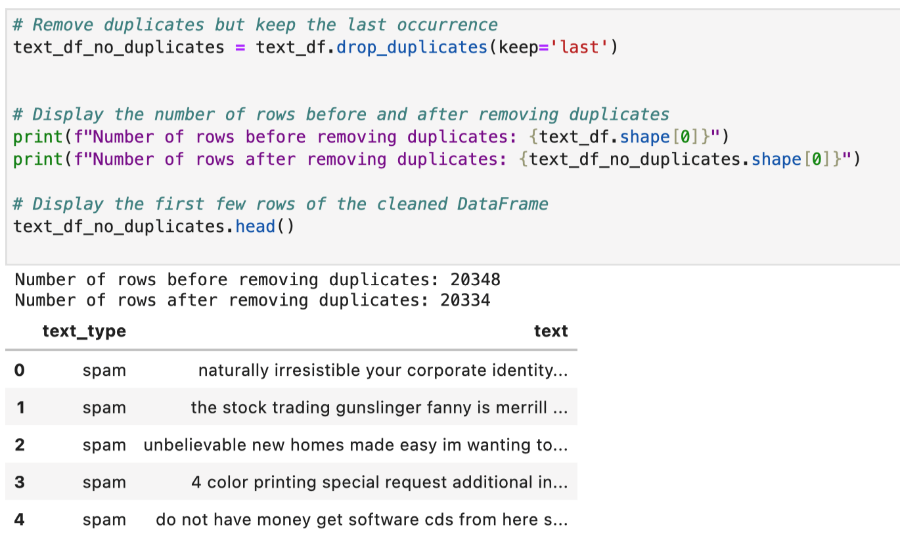 # Remove duplicates but keep the last occurrence
text_df_no_duplicates = text_df.drop_duplicates(keep='last')
# Display the number of rows before and after removing duplicates
print(f"Number of rows before removing duplicates: {text_df.shape[0]}")
print(f"Number of rows after removing duplicates: {text_df_no_duplicates.shape[0]}")
# Display the first few rows of the cleaned DataFrame
text_df_no_duplicates.head()
Number of rows before removing duplicates: 20348
Number of rows after removing duplicates: 20334
text_type text
0 spam naturally irresistible your corporate identity...
1 spam the stock trading gunslinger fanny is merrill ...
2 spam unbelievable new homes made easy im wanting to...
3 spam 4 color printing special request additional in...
4 spam do not have money get software cds from here s...